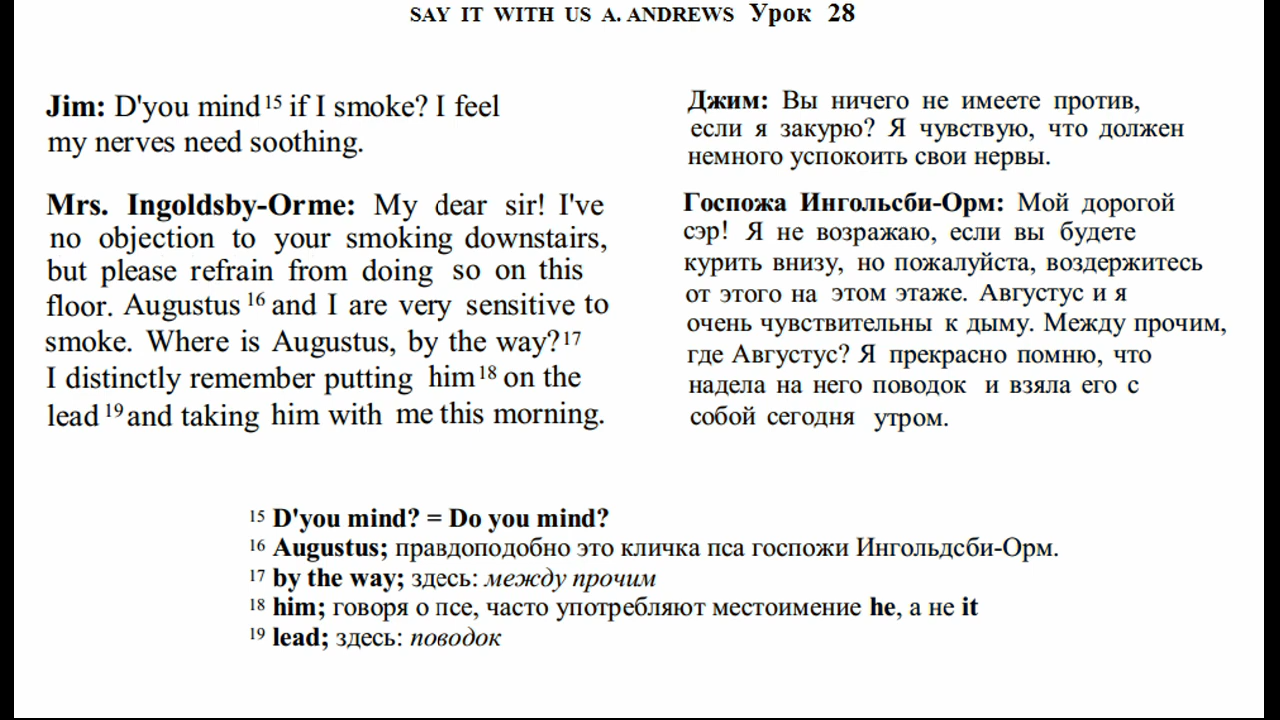 SAY IT WITH US A. ANDREWS Урок 28
Jim: D'you mind 15 if I smoke? I feel
my nerves need soothing.
Mrs. Ingoldsby-Orme: My dear sir! I've
no objection to your smoking downstairs,
but please refrain from doing so on this
floor. Augustus 16 and I are very sensitive to
smoke. Where is Augustus, by the way?17
I distinctly remember putting him18 on the
lead 19 and taking him with me this morning.
Джим: Вы ничего не имеете против,
если я закурю? Я чувствую, что должен
немного успокоить свои нервы.
Госпожа Ингольсби-Орм: Мой дорогой
сэр! Я не возражаю, если вы будете
курить внизу, но пожалуйста, воздержитесь
от этого на этом этаже. Августус и я
очень чувствительны к дыму. Между прочим,
где Августус? Я прекрасно помню, что
надела на него поводок и взяла его с
собой сегодня утром.
15 D'you mind? = Do you mind?
16 Augustus; правдоподобно это кличка пса госпожи Ингольдсби-Орм.
17 by the way; здесь: между прочим
18 him; говоря о псе, часто употребляют местоимение he, а не it
19 lead; здесь: поводок